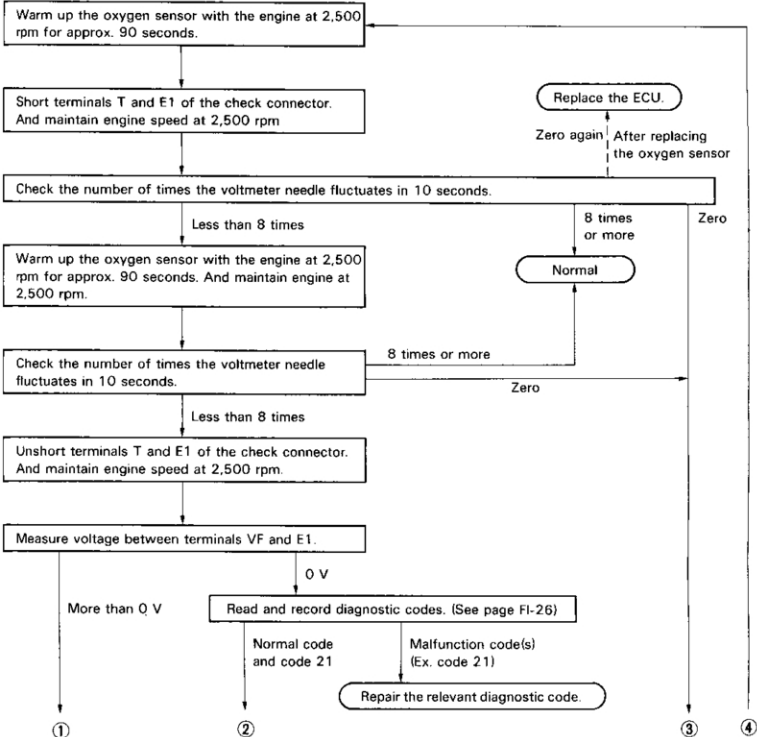 Warm up the oxygen sensor with the engine at 2,500
rpm for approx. 90 seconds.
Short terminals T and E1 of the check connector.
And maintain engine speed at 2,500 rpm
Replace the ECU.
Zero again
After replacing
the oxygen sensor
Check the number of times the voltmeter needle fluctuates in 10 seconds.
Less than 8 times
8 times
or more
Zero
Warm up the oxygen sensor with the engine at 2,500
rpm for approx. 90 seconds. And maintain engine at
2,500 rpm.
Normal
Check the number of times the voltmeter needle
fluctuates in 10 seconds.
8 times or more
Zero
Less than 8 times
Unshort terminals T and E1 of the check connector.
And maintain engine speed at 2,500 rpm.
Measure voltage between terminals VF and E1.
0 V
More than 0 V
Read and record diagnostic codes. (See page FI-26)
Normal code
and code 21
Malfunction code(s)
(Ex. code 21)
Repair the relevant diagnostic code.
① ② ③ ④